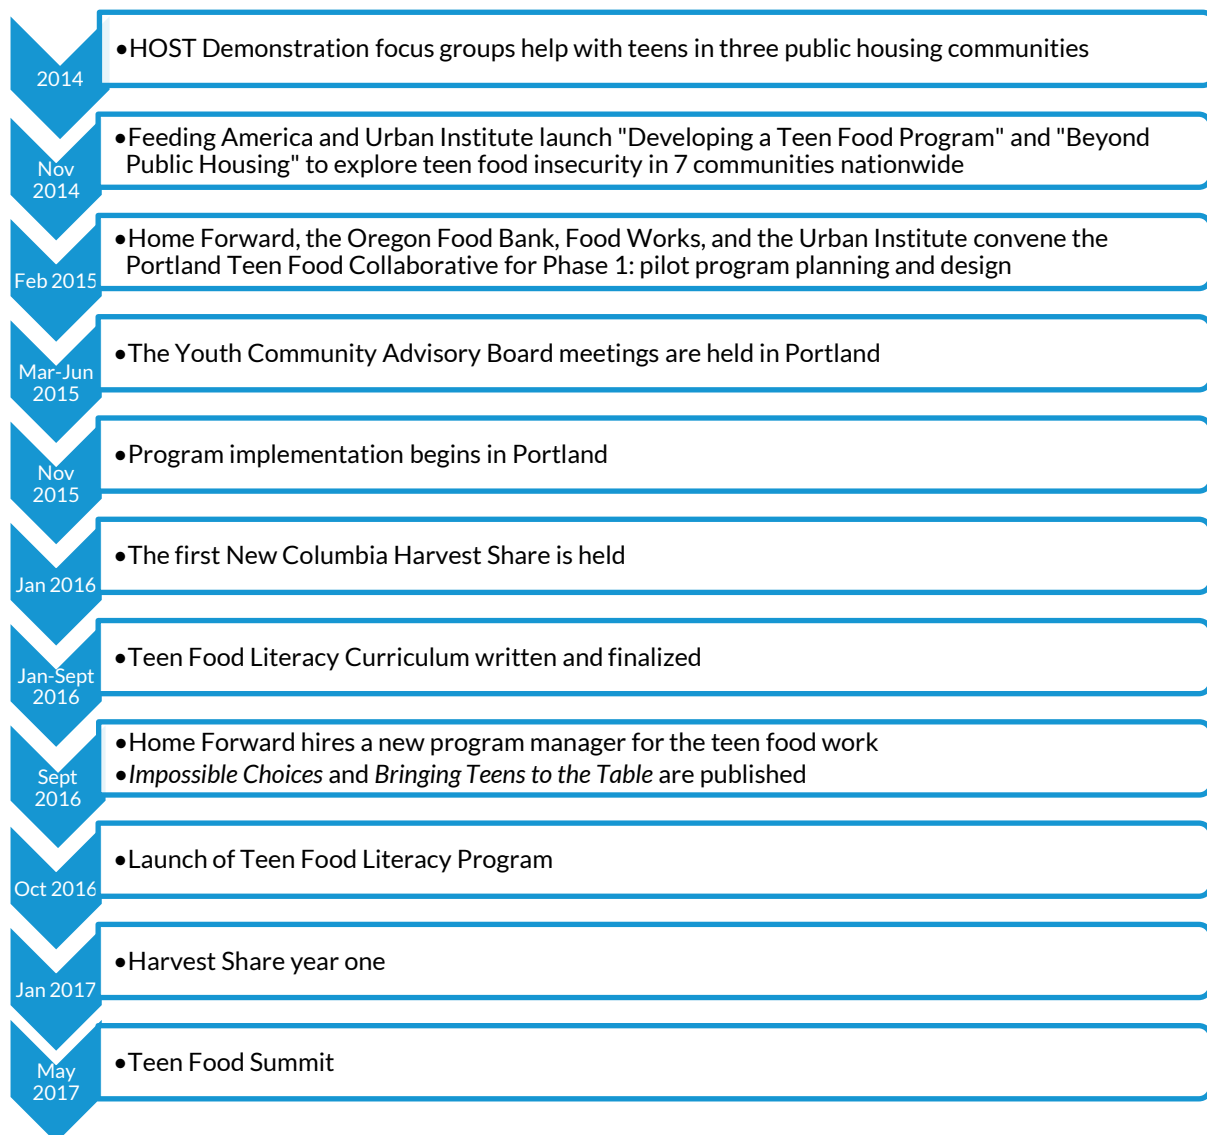 2014
•HOST Demonstration focus groups help with teens in three public housing communities
Nov
2014
•Feeding America and Urban Institute launch "Developing a Teen Food Program" and "Beyond
Public Housing" to explore teen food insecurity in 7 communities nationwide
Feb 2015
•Home Forward, the Oregon Food Bank, Food Works, and the Urban Institute convene the
Portland Teen Food Collaborative for Phase 1: pilot program planning and design
Mar-Jun
2015
•The Youth Community Advisory Board meetings are held in Portland
Nov
2015
•Program implementation begins in Portland
Jan 2016
•The first New Columbia Harvest Share is held
Jan-Sept
2016
•Teen Food Literacy Curriculum written and finalized
Sept
2016
•Home Forward hires a new program manager for the teen food work
•Impossible Choices and Bringing Teens to the Table are published
Oct 2016
•Launch of Teen Food Literacy Program
Jan 2017
•Harvest Share year one
May
2017
•Teen Food Summit